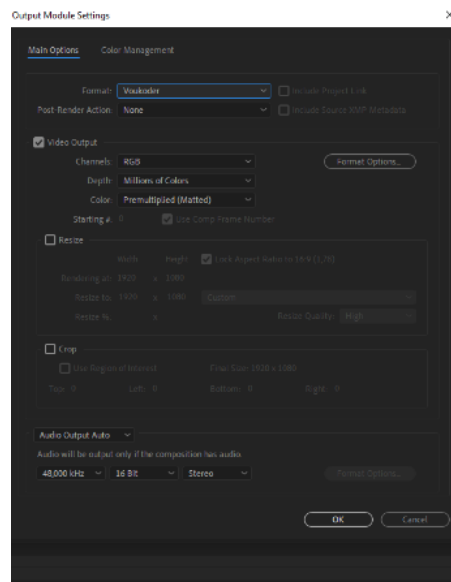 Output Module Settings
Main Options Color Management
Format: Voukoder Include Project Link
Post-Render Action: None Include Source XMP Metadata
Video Output
Channels: RGB Format Options...
Depth: Millions of Colors
Color: Premultiplied (Matted)
Starting #: 0 Use Comp Frame Number
Resize
Width Height Lock Aspect Ratio to 16:9 (1,78)
Rendering at: 1920 x 1080
Resize to: 1920 x 1080 Custom
Resize %: x Resize Quality: High
Crop
Use Region of Interest Final Size: 1920 x 1080
Top: 0 Left: 0 Bottom: 0 Right: 0
Audio Output Auto
Audio will be output only if the composition has audio.
48,000 kHz 16 Bit Stereo Format Options...
OK Cancel